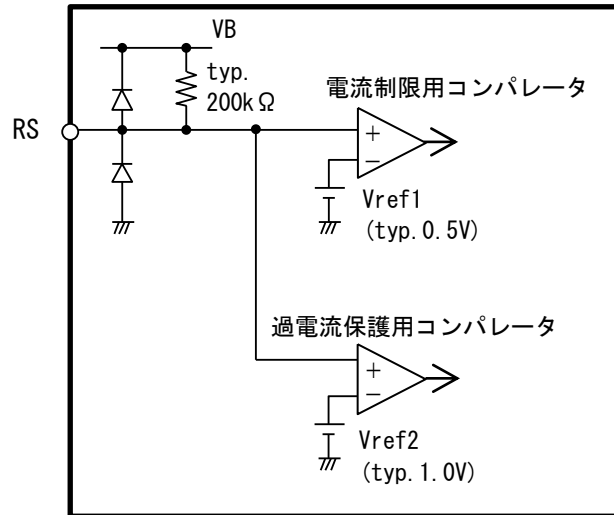 VB
typ.
200kΩ
電流制限用コンパレータ
RS
+
−
Vref1
(typ.0.5V)
過電流保護用コンパレータ
+
−
Vref2
(typ.1.0V)